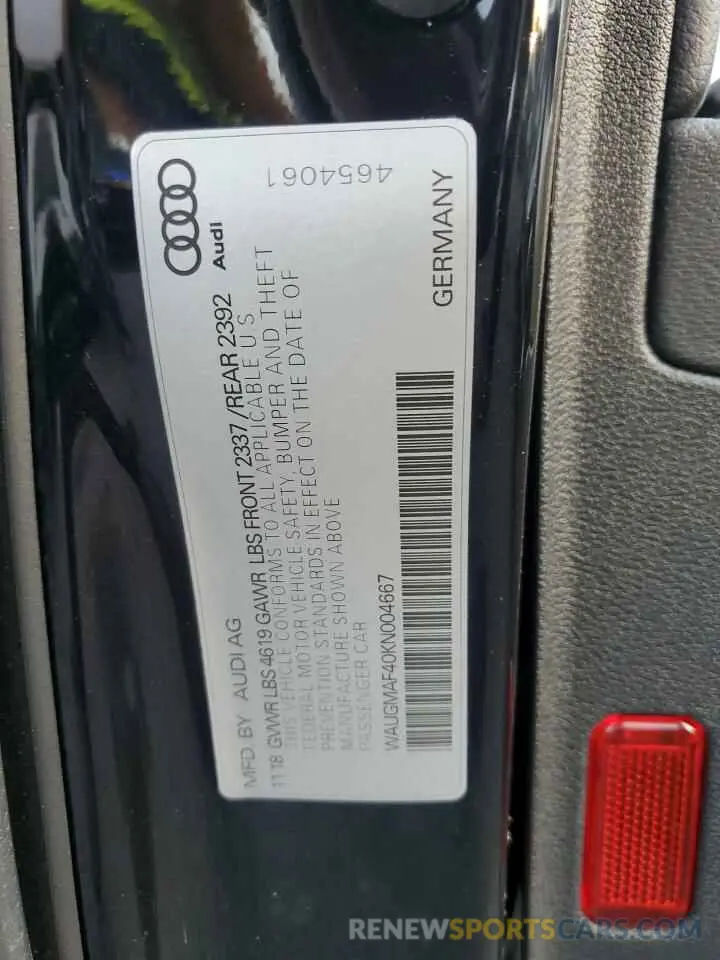 4654061
Audi
MFD. BY AUDI AG
11 18 GVWR LBS 4619 GAWR LBS FRONT 2337 / REAR 2392
THIS VEHICLE CONFORMS TO ALL APPLICABLE U S
FEDERAL MOTOR VEHICLE SAFETY, BUMPER AND THEFT
PREVENTION STANDARDS IN EFFECT ON THE DATE OF
MANUFACTURE SHOWN ABOVE
PASSENGER CAR
WAUGMAF40KN004667
GERMANY
RENEWSPORTSCARS.COM